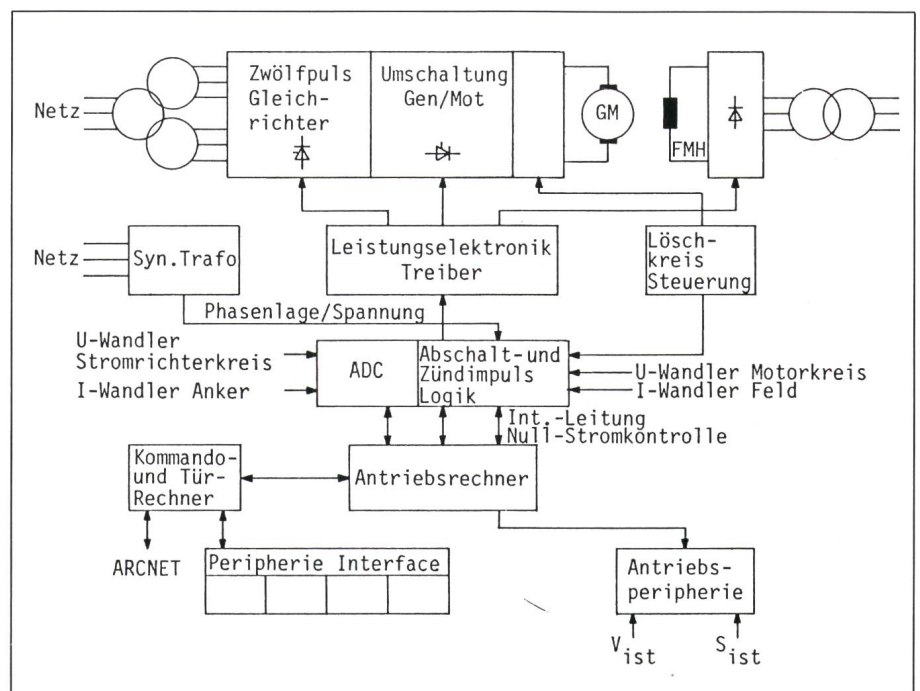 Zwölfpuls
Gleich-
richter
Umschaltung
Gen/Mot
Netz
GM
FMH
Netz
Syn.Trafo
Leistungselektronik
Treiber
Lösch-
kreis
Steuerung
Phasenlage/Spannung
U-Wandler
Stromrichterkreis
I-Wandler Anker
ADC
Abschalt-und
Zündimpuls
Logik
U-Wandler Motorkreis
I-Wandler Feld
Int.-Leitung
Null-Stromkontrolle
Kommando-
und Tür-
Rechner
Antriebsrechner
ARCNET
Peripherie Interface
Antriebs-
peripherie
V ist
S ist